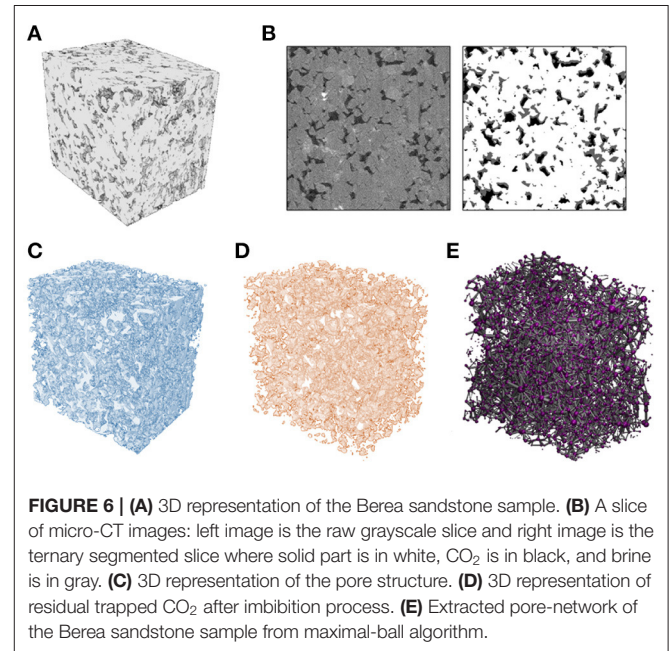 A
B
C
D
E
FIGURE 6 | (A) 3D representation of the Berea sandstone sample. (B) A slice
of micro-CT images: left image is the raw grayscale slice and right image is the
ternary segmented slice where solid part is in white, CO₂ is in black, and brine
is in gray. (C) 3D representation of the pore structure. (D) 3D representation of
residual trapped CO₂ after imbibition process. (E) Extracted pore-network of
the Berea sandstone sample from maximal-ball algorithm.